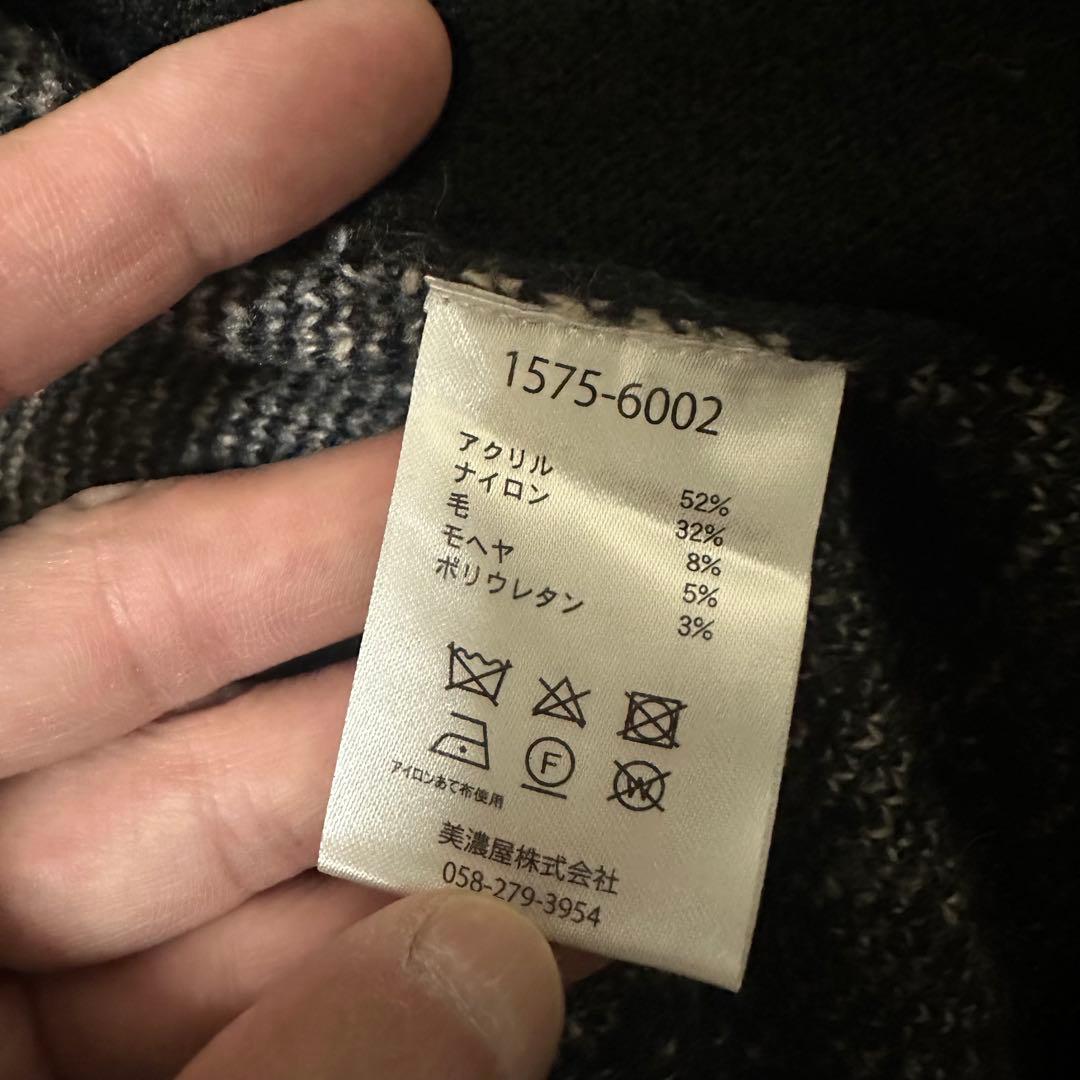 1575-6002
アクリル 52%
ナイロン 32%
毛 8%
モヘヤ 5%
ポリウレタン 3%
F W
アイロンあて布使用
美濃屋株式会社
058-279-3954